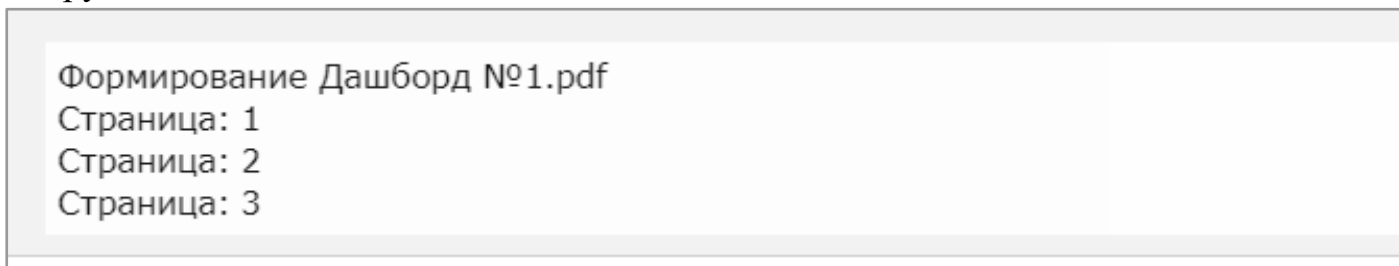 Формирование Дашборд №1.pdf
Страница: 1
Страница: 2
Страница: 3